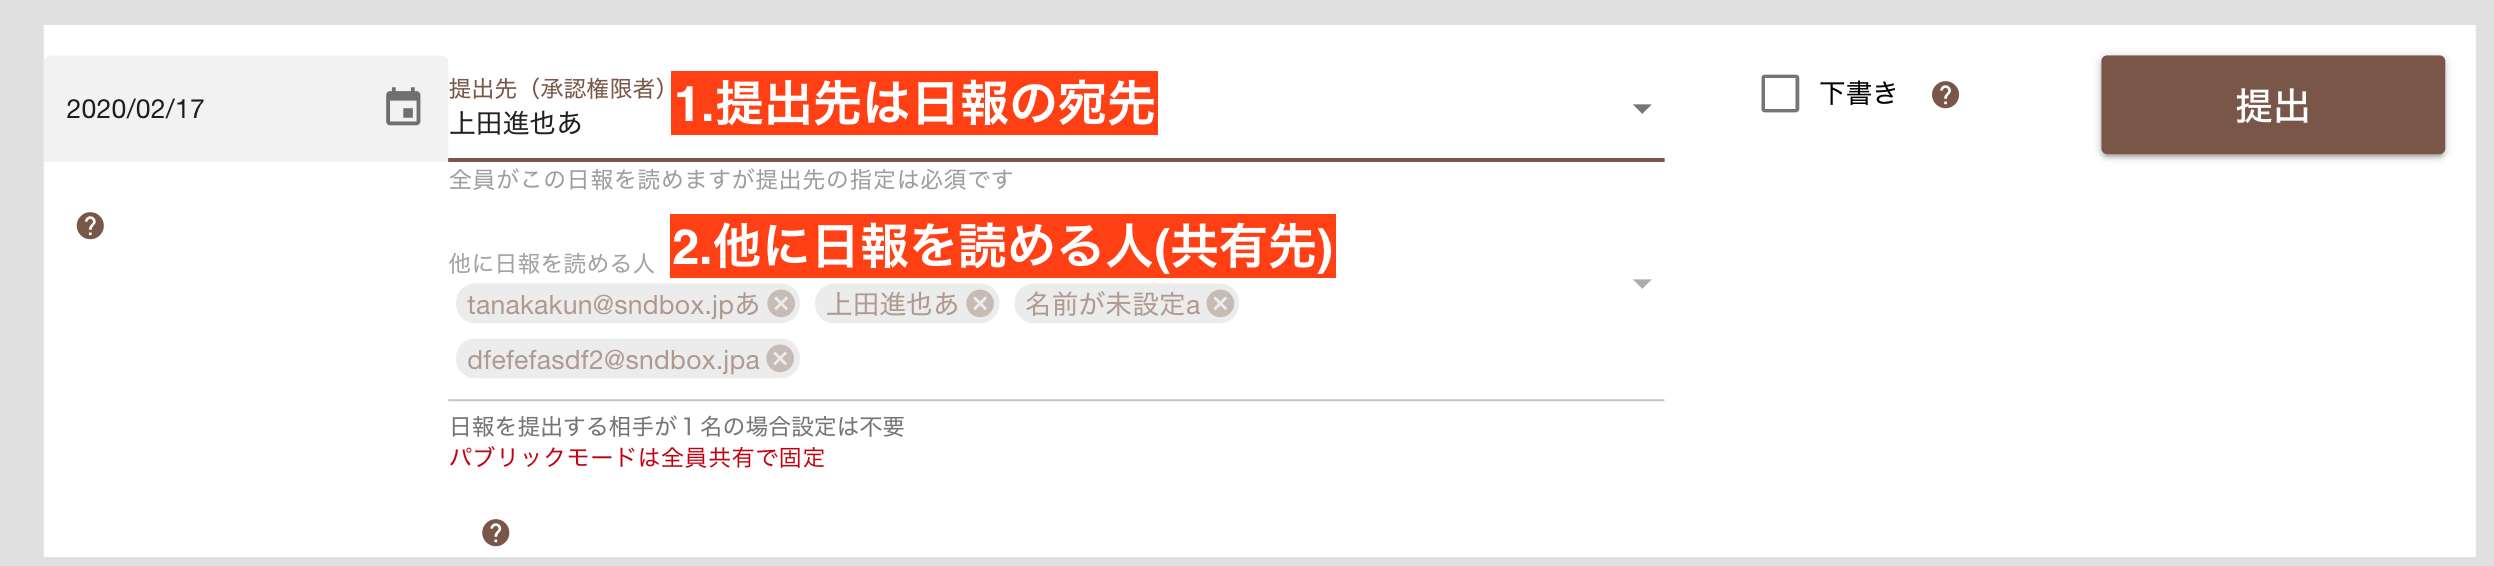 2020/02/17
提出先（承認権限者）
1.提出先は日報の宛先
上田進也あ
下書き
提出
全員がこの日報を読めますが提出先の指定は必須です
2.他に日報を読める人(共有先)
他に日報を読め人
tanakakun@sndbox.jpあ
上田進也あ
名前が未設定a
dfefefasdf2@sndbox.jpa
日報を提出する相手が１名の場合設定は不要
パブリックモードは全員共有で固定